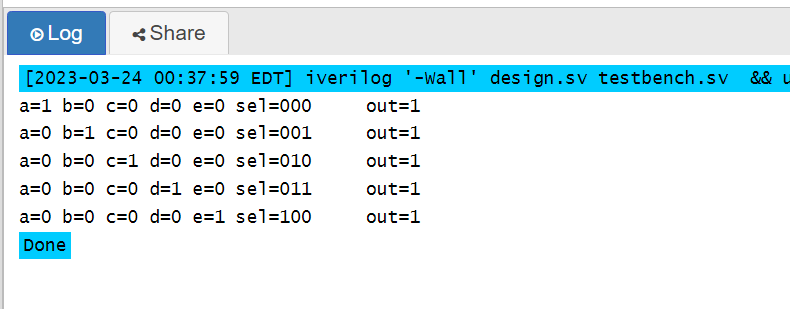 Log Share
[2023-03-24 00:37:59 EDT] iverilog '-Wall' design.sv testbench.sv  && u
a=1 b=0 c=0 d=0 e=0 sel=000     out=1
a=0 b=1 c=0 d=0 e=0 sel=001     out=1
a=0 b=0 c=1 d=0 e=0 sel=010     out=1
a=0 b=0 c=0 d=1 e=0 sel=011     out=1
a=0 b=0 c=0 d=0 e=1 sel=100     out=1
Done